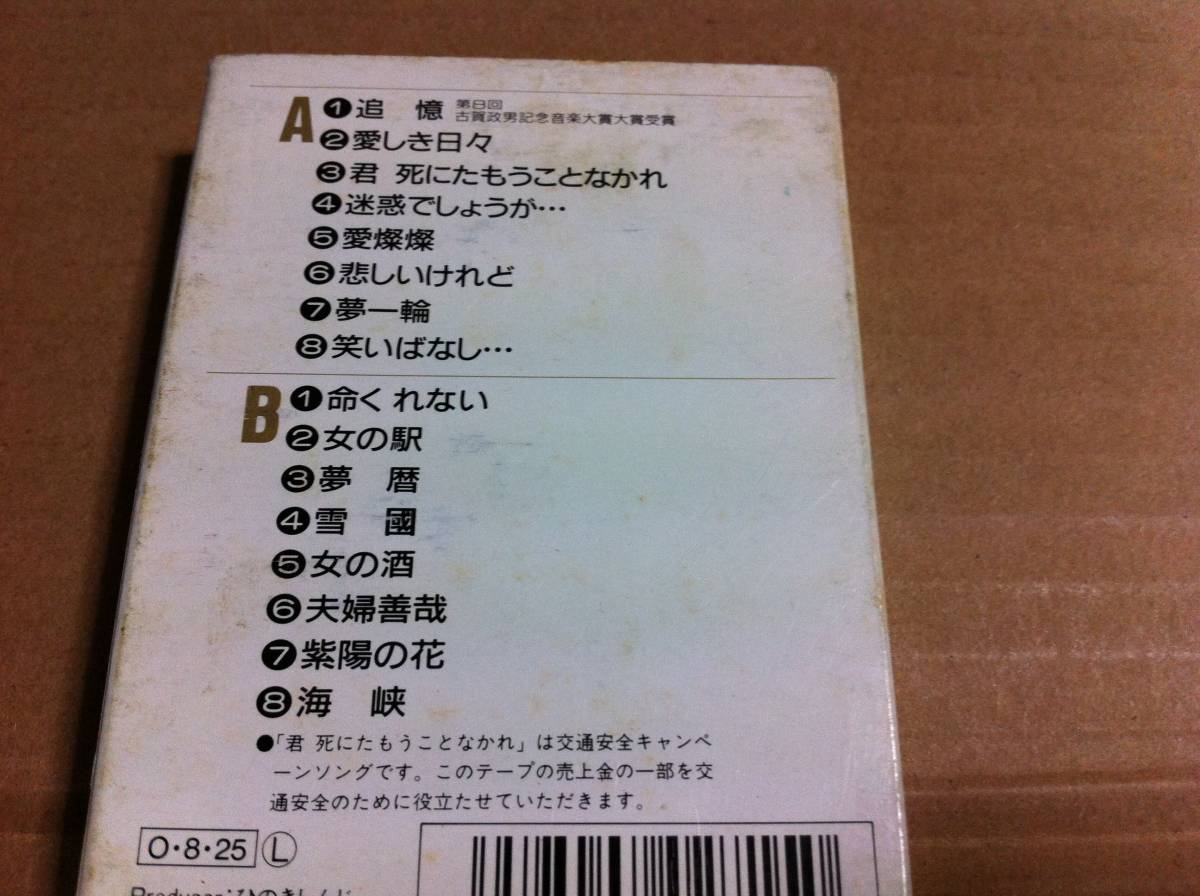 A ❶追 憶 第8回
古賀政男記念音楽大賞大賞受賞
❷愛しき日々
❸君 死にたもうことなかれ
❹迷惑でしょうが…
❺愛燦燦
❻悲しいけれど
❼夢一輪
❽笑いばなし…
B ❶命くれない
❷女の駅
❸夢 暦
❹雪 國
❺女の酒
❻夫婦善哉
❼紫陽の花
❽海 峡
●「君 死にたもうことなかれ」は交通安全キャンペ
ーンソングです。このテープの売上金の一部を交
通安全のために役立たせていただきます。
O・8・25 Ⓛ
Producer:ひのきしんじ